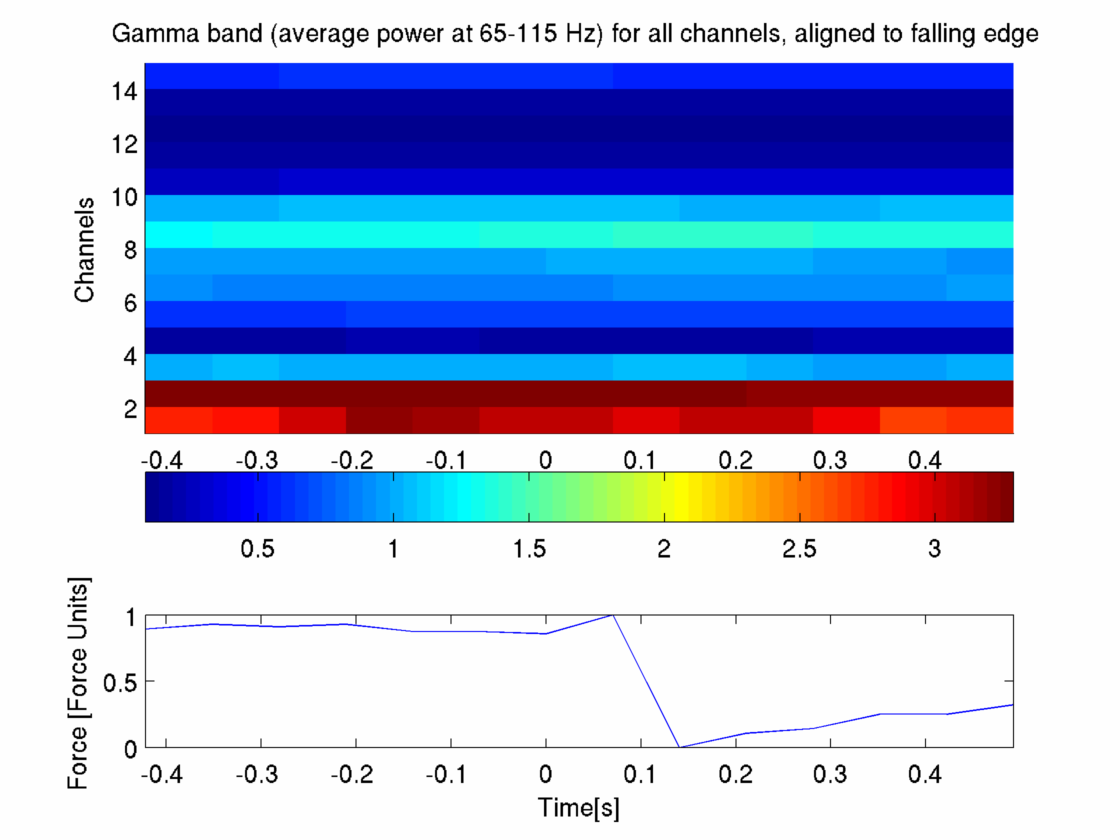 Gamma band (average power at 65-115 Hz) for all channels, aligned to falling edge
Channels
14
12
10
8
6
4
2
-0.4 -0.3 -0.2 -0.1 0 0.1 0.2 0.3 0.4
0.5 1 1.5 2 2.5 3
Force [Force Units]
1
0.5
0
-0.4 -0.3 -0.2 -0.1 0 0.1 0.2 0.3 0.4
Time[s]